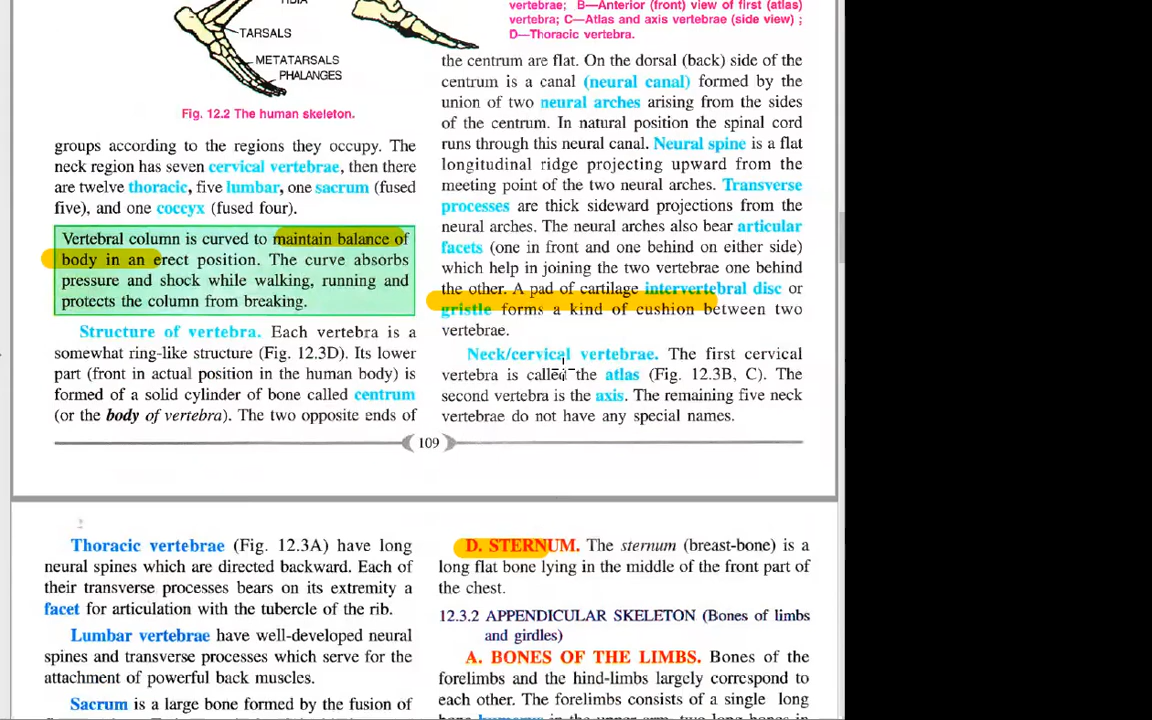 TIBIA
TARSALS
METATARSALS
PHALANGES
Fig. 12.2 The human skeleton.
groups according to the regions they occupy. The
neck region has seven cervical vertebrae, then there
are twelve thoracic, five lumbar, one sacrum (fused
five), and one coccyx (fused four).
Vertebral column is curved to maintain balance of
body in an erect position. The curve absorbs
pressure and shock while walking, running and
protects the column from breaking.
Structure of vertebra. Each vertebra is a
somewhat ring-like structure (Fig. 12.3D). Its lower
part (front in actual position in the human body) is
formed of a solid cylinder of bone called centrum
(or the body of vertebra). The two opposite ends of
vertebrae; B—Anterior (front) view of first (atlas)
vertebra; C—Atlas and axis vertebrae (side view) ;
D—Thoracic vertebra.
the centrum are flat. On the dorsal (back) side of the
centrum is a canal (neural canal) formed by the
union of two neural arches arising from the sides
of the centrum. In natural position the spinal cord
runs through this neural canal. Neural spine is a flat
longitudinal ridge projecting upward from the
meeting point of the two neural arches. Transverse
processes are thick sideward projections from the
neural arches. The neural arches also bear articular
facets (one in front and one behind on either side)
which help in joining the two vertebrae one behind
the other. A pad of cartilage intervertebral disc or
gristle forms a kind of cushion between two
vertebrae.
Neck/cervical vertebrae. The first cervical
vertebra is called the atlas (Fig. 12.3B, C). The
second vertebra is the axis. The remaining five neck
vertebrae do not have any special names.
109
Thoracic vertebrae (Fig. 12.3A) have long
neural spines which are directed backward. Each of
their transverse processes bears on its extremity a
facet for articulation with the tubercle of the rib.
Lumbar vertebrae have well-developed neural
spines and transverse processes which serve for the
attachment of powerful back muscles.
Sacrum is a large bone formed by the fusion of
D. STERNUM. The sternum (breast-bone) is a
long flat bone lying in the middle of the front part of
the chest.
12.3.2 APPENDICULAR SKELETON (Bones of limbs
and girdles)
A. BONES OF THE LIMBS. Bones of the
forelimbs and the hind-limbs largely correspond to
each other. The forelimbs consists of a single long
bone humerus in the upper arm, two long bones in